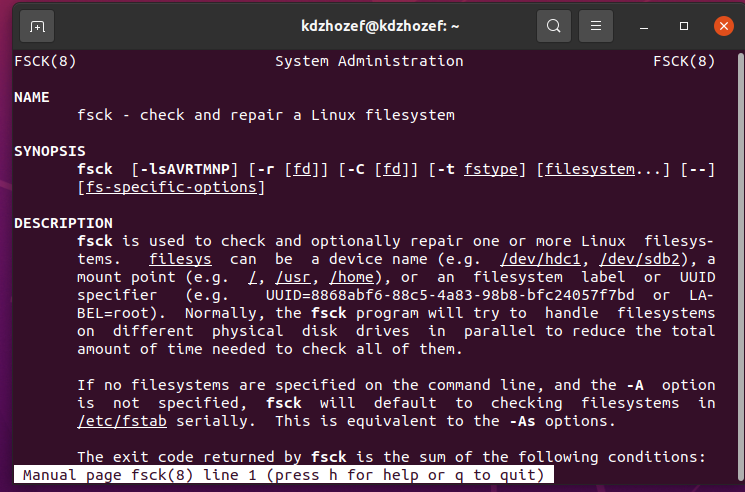 kdzhozef@kdzhozef: ~
FSCK(8) System Administration FSCK(8)
NAME
fsck - check and repair a Linux filesystem
SYNOPSIS
fsck [-lsAVRTMNP] [-r [fd]] [-C [fd]] [-t fstype] [filesystem...] [--]
[fs-specific-options]
DESCRIPTION
fsck is used to check and optionally repair one or more Linux filesys-
tems. filesys can be a device name (e.g. /dev/hdc1, /dev/sdb2), a
mount point (e.g. /, /usr, /home), or an filesystem label or UUID
specifier (e.g. UUID=8868abf6-88c5-4a83-98b8-bfc24057f7bd or LA-
BEL=root). Normally, the fsck program will try to handle filesystems
on different physical disk drives in parallel to reduce the total
amount of time needed to check all of them.
If no filesystems are specified on the command line, and the -A option
is not specified, fsck will default to checking filesystems in
/etc/fstab serially. This is equivalent to the -As options.
The exit code returned by fsck is the sum of the following conditions:
Manual page fsck(8) line 1 (press h for help or q to quit)